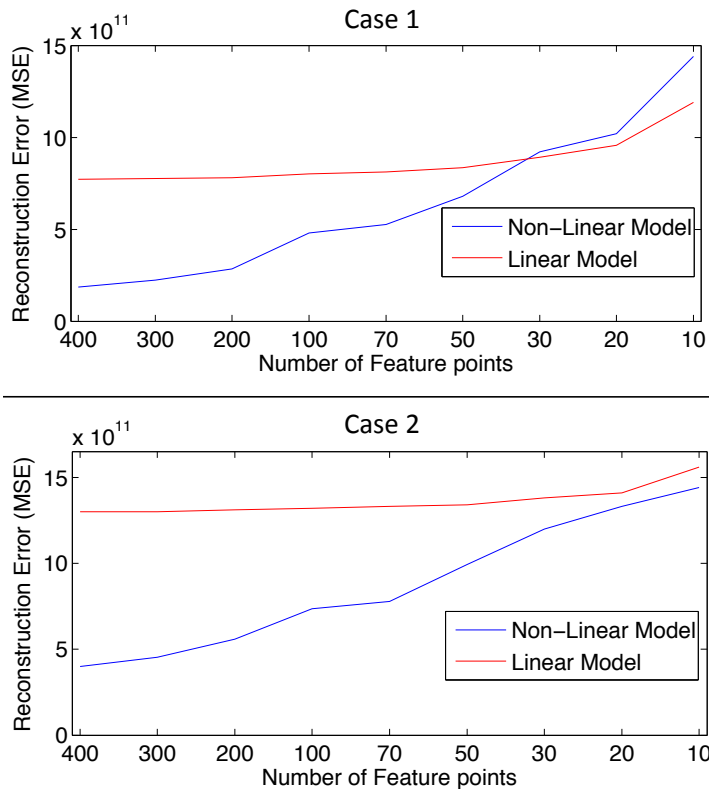 Case 1
x 10^11
Reconstruction Error (MSE)
15
10
5
0
Non-Linear Model
Linear Model
400 300 200 100 70 50 30 20 10
Number of Feature points
Case 2
x 10^11
Reconstruction Error (MSE)
15
10
5
0
Non-Linear Model
Linear Model
400 300 200 100 70 50 30 20 10
Number of Feature points